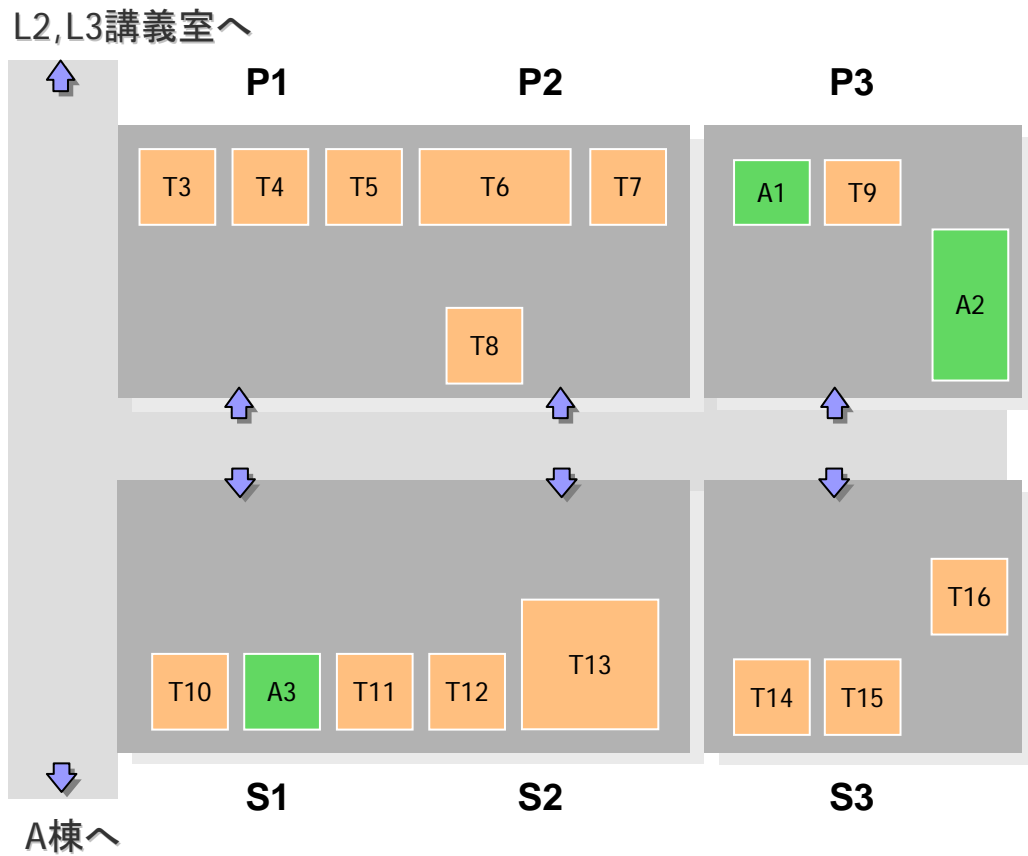 L2,L3講義室へ
P1 P2 P3
T3 T4 T5 T6 T7 A1 T9
A2
T8
T16
T10 A3 T11 T12 T13 T14 T15
S1 S2 S3
A棟へ